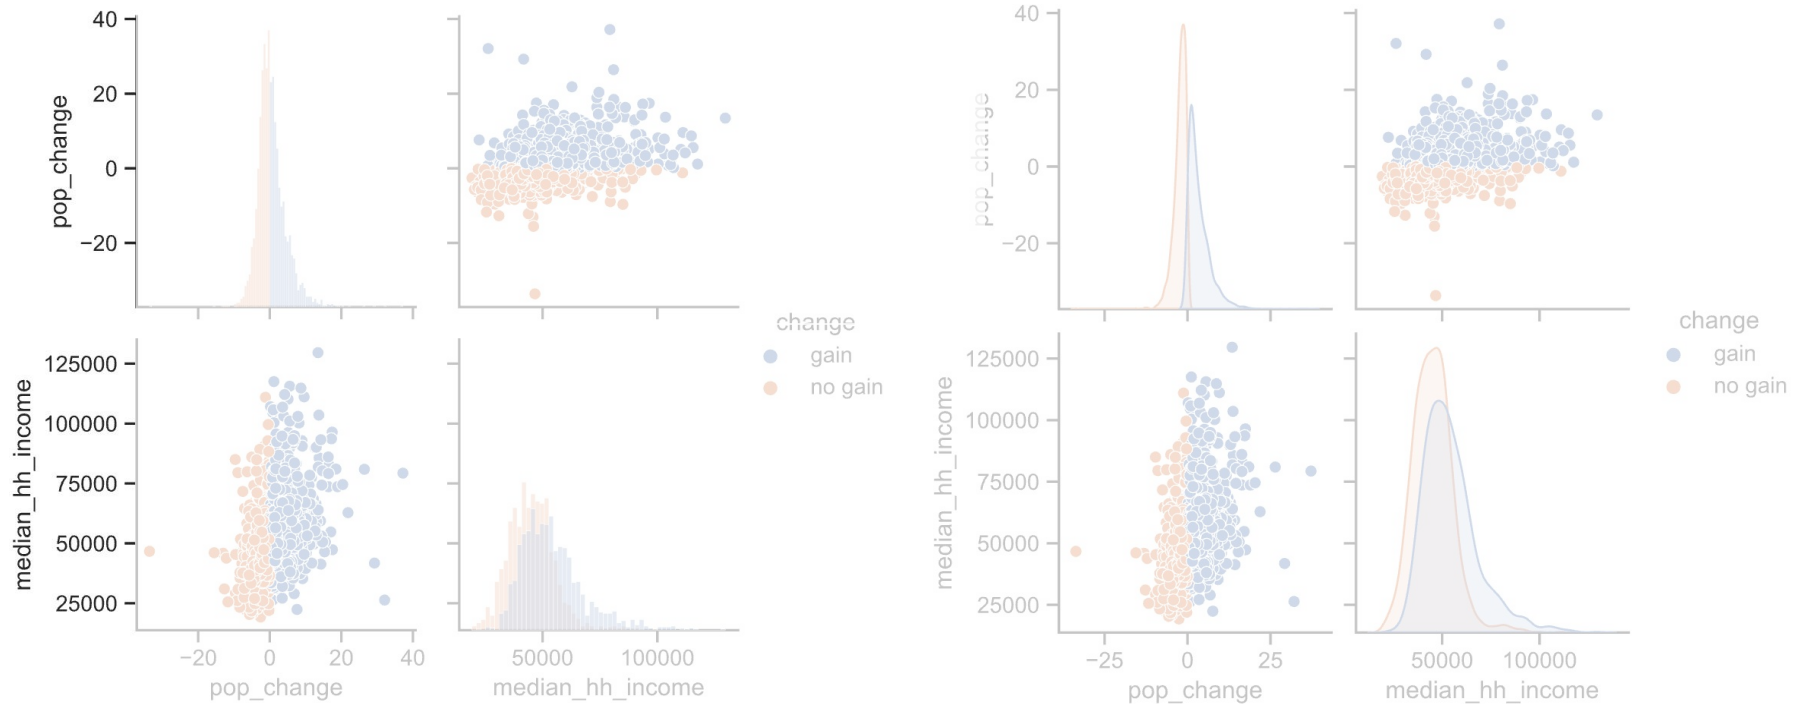 40
20
0
−20
pop_change
125000
100000
75000
50000
25000
median_hh_income
−20 0 20 40
pop_change
50000 100000
median_hh_income
change
gain
no gain
40
20
0
−20
pop_change
125000
100000
75000
50000
25000
median_hh_income
−25 0 25
pop_change
50000 100000
median_hh_income
change
gain
no gain